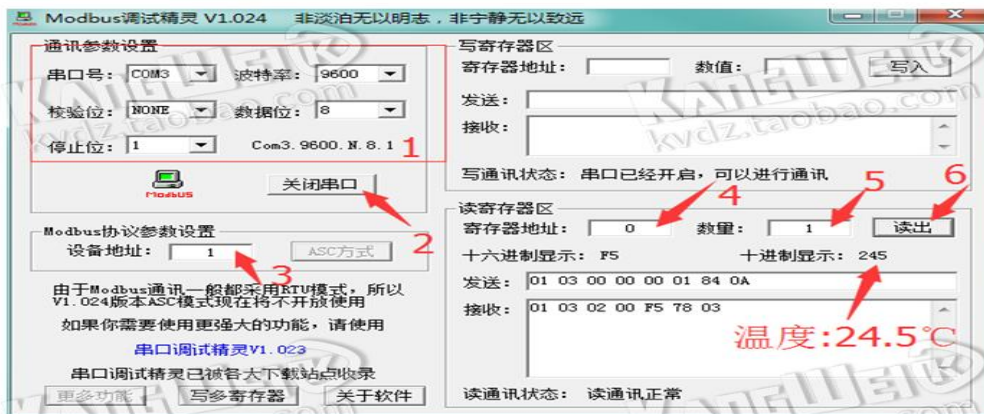 Modbus调试精灵 V1.024 非淡泊无以明志，非宁静无以致远
通讯参数设置
串口号： COM3 波特率： 9600
校验位： NONE 数据位： 8
停止位： 1 Com3.9600.N.8.1 1
关闭串口
MODBUS
2
Modbus协议参数设置
设备地址： 1 ASC方式
3
由于Modbus通讯一般都采用RTU模式，所以
V1.024版本ASC模式现在将不开放使用
如果你需要使用更强大的功能，请使用
串口调试精灵V1.023
串口调试精灵已被各大下载站点收录
更多功能 写多寄存器 关于软件
写寄存器区
寄存器地址： 数值： 写入
发送：
接收：
写通讯状态： 串口已经开启，可以进行通讯
4 5 6
读寄存器区
寄存器地址： 0 数量： 1 读出
十六进制显示： F5 十进制显示： 245
发送： 01 03 00 00 00 01 84 0A
接收： 01 03 02 00 F5 78 03
温度:24.5℃
读通讯状态： 读通讯正常
KANGWEIK
kvdz.taobao.com
KANGWEIK
kvdz.taobao.com
KANGWEIK
KANGWEIK